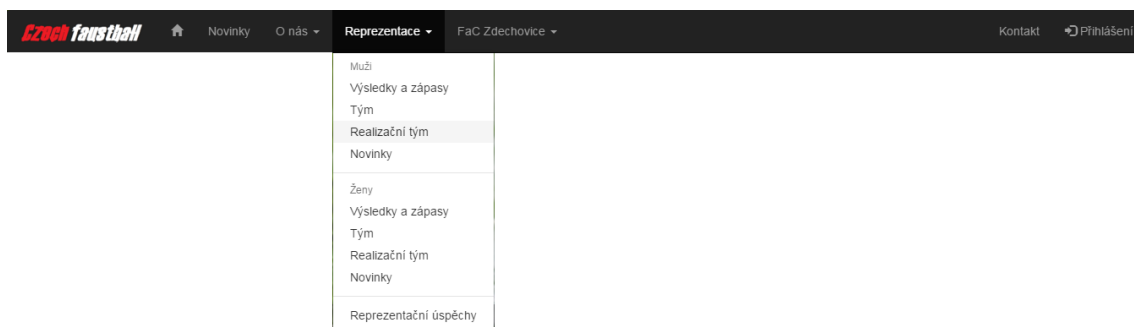 Czech faustball Novinky O nás Reprezentace FaC Zdechovice Kontakt Přihlášení
Muži
Výsledky a zápasy
Tým
Realizační tým
Novinky
Ženy
Výsledky a zápasy
Tým
Realizační tým
Novinky
Reprezentační úspěchy